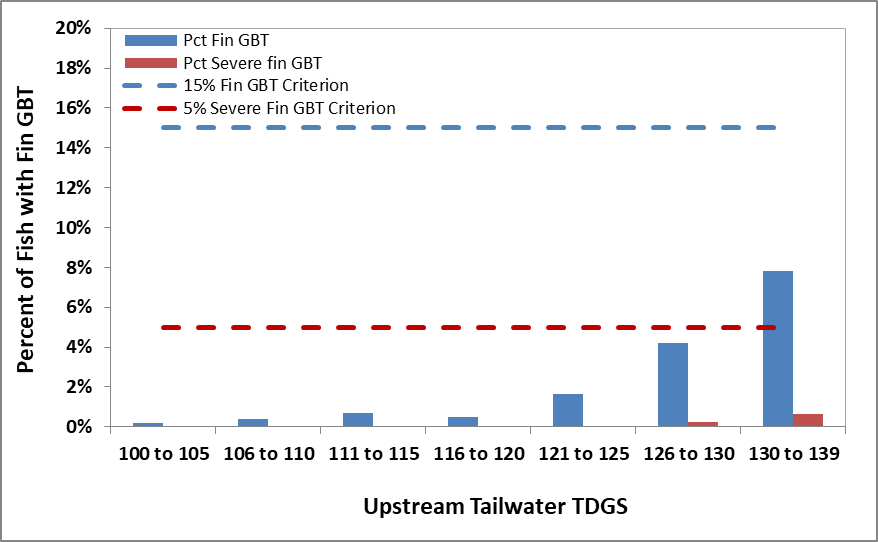 20%
18%
16%
14%
12%
10%
8%
6%
4%
2%
0%
Percent of Fish with Fin GBT
Pct Fin GBT
Pct Severe fin GBT
15% Fin GBT Criterion
5% Severe Fin GBT Criterion
100 to 105 106 to 110 111 to 115 116 to 120 121 to 125 126 to 130 130 to 139
Upstream Tailwater TDGS